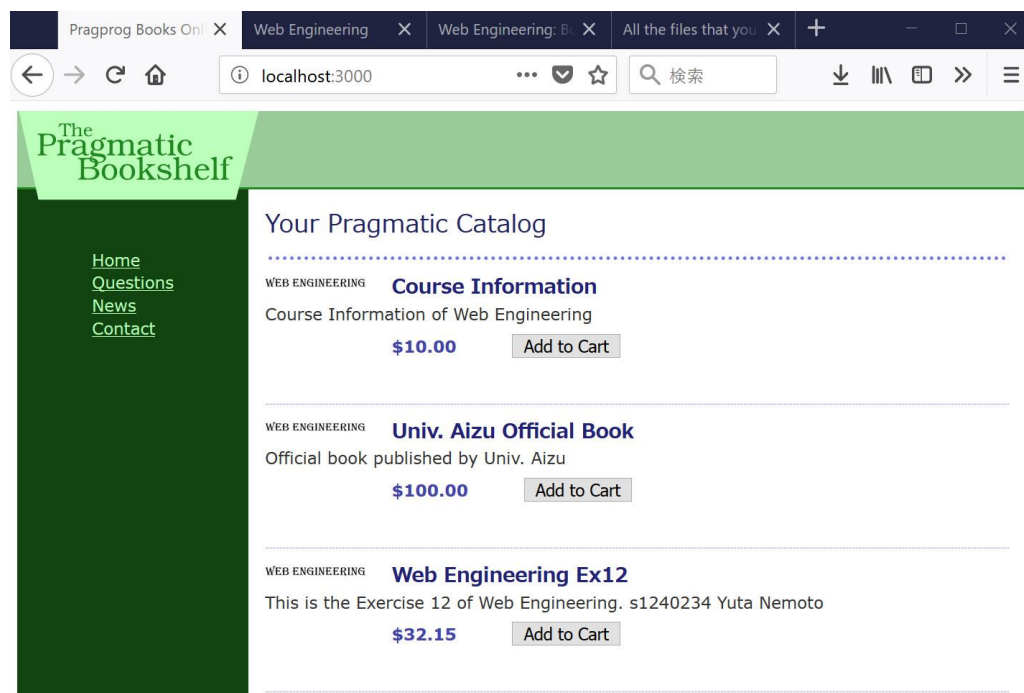 Pragprog Books Onl
Web Engineering
Web Engineering: Bu
All the files that you
localhost:3000
検索
The
Pragmatic
Bookshelf
Home
Questions
News
Contact
Your Pragmatic Catalog
WEB ENGINEERING
Course Information
Course Information of Web Engineering
$10.00
Add to Cart
WEB ENGINEERING
Univ. Aizu Official Book
Official book published by Univ. Aizu
$100.00
Add to Cart
WEB ENGINEERING
Web Engineering Ex12
This is the Exercise 12 of Web Engineering. s1240234 Yuta Nemoto
$32.15
Add to Cart